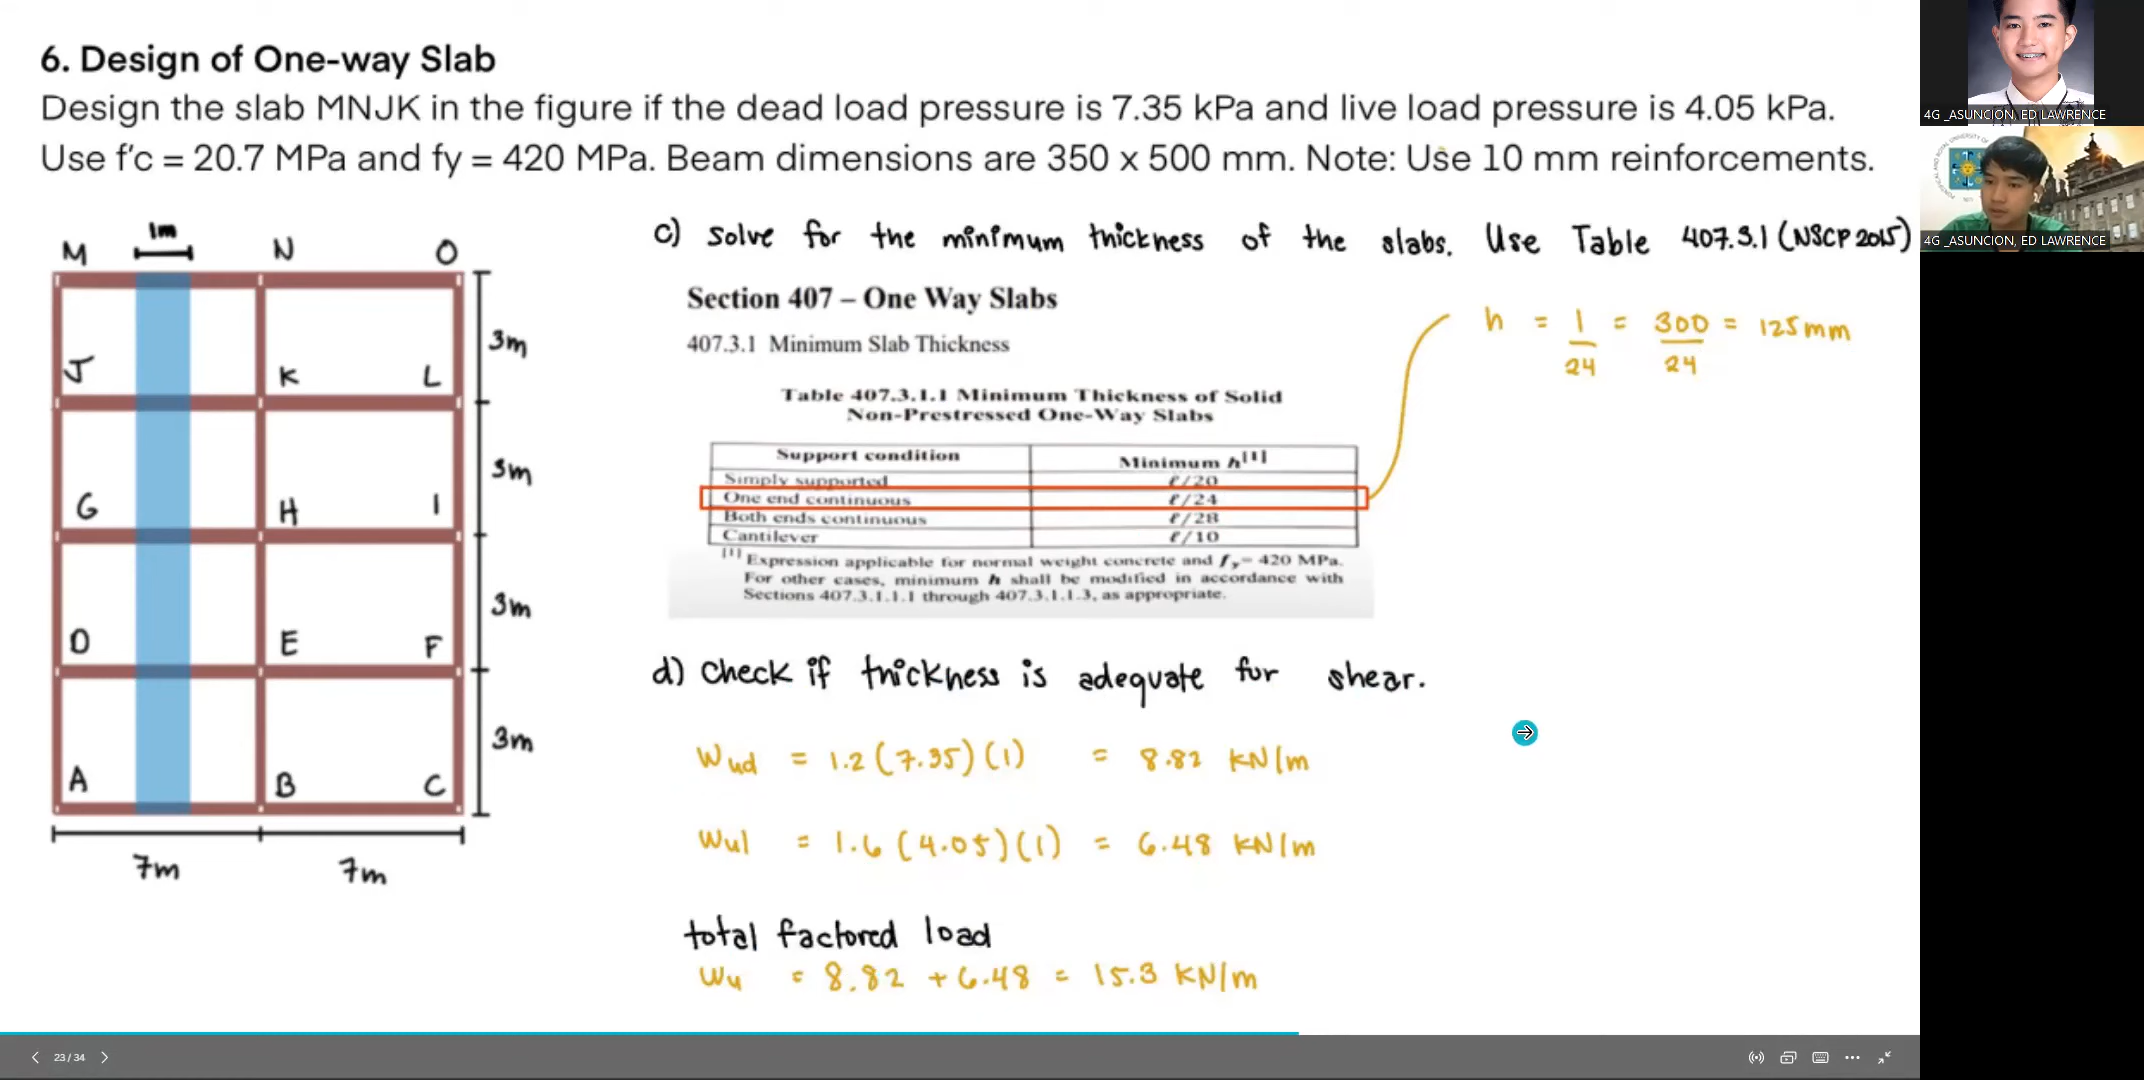 6. Design of One-way Slab
Design the slab MNJK in the figure if the dead load pressure is 7.35 kPa and live load pressure is 4.05 kPa.
Use f'c = 20.7 MPa and fy = 420 MPa. Beam dimensions are 350 x 500 mm. Note: Use 10 mm reinforcements.
4G _ASUNCION, ED LAWRENCE
4G _ASUNCION, ED LAWRENCE
1m
M N O
3m
J K L
3m
G H I
3m
D E F
3m
A B C
7m 7m
c) solve for the minimum thickness of the slabs. Use Table 407.3.1 (NSCP 2015)
Section 407 – One Way Slabs
407.3.1 Minimum Slab Thickness
h = 1/24 = 300/24 = 125mm
Table 407.3.1.1 Minimum Thickness of Solid
Non-Prestressed One-Way Slabs
Support condition Minimum h[1]
Simply supported ℓ/20
One end continuous ℓ/24
Both ends continuous ℓ/28
Cantilever ℓ/10
[1] Expression applicable for normal weight concrete and fy= 420 MPa.
For other cases, minimum h shall be modified in accordance with
Sections 407.3.1.1.1 through 407.3.1.1.3, as appropriate.
d) Check if thickness is adequate for shear.
Wud = 1.2 (7.35)(1) = 8.82 KN/m
Wul = 1.6 (4.05)(1) = 6.48 KN/m
total factored load
Wu = 8.82 + 6.48 = 15.3 KN/m
23 / 34